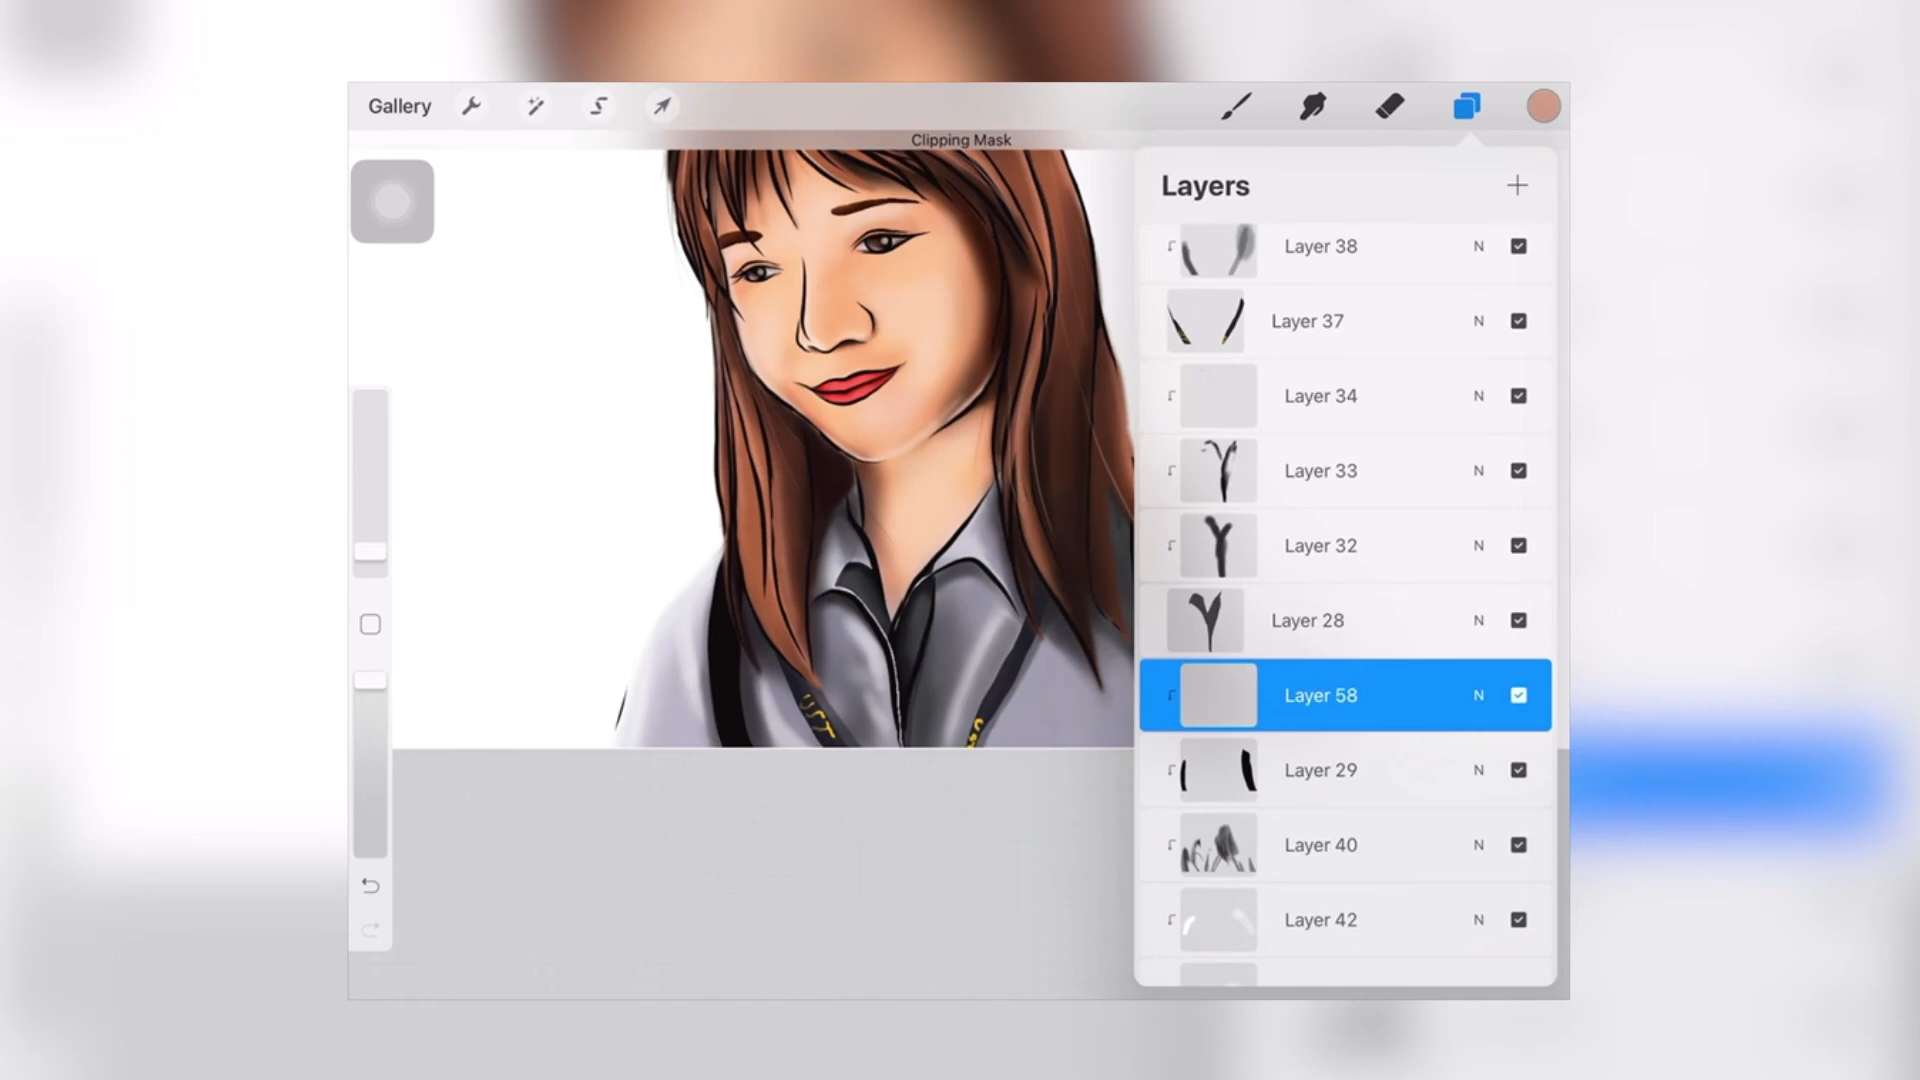 Gallery
Clipping Mask
Layers
Layer 38 N
Layer 37 N
Layer 34 N
Layer 33 N
Layer 32 N
Layer 28 N
Layer 58 N
Layer 29 N
Layer 40 N
Layer 42 N